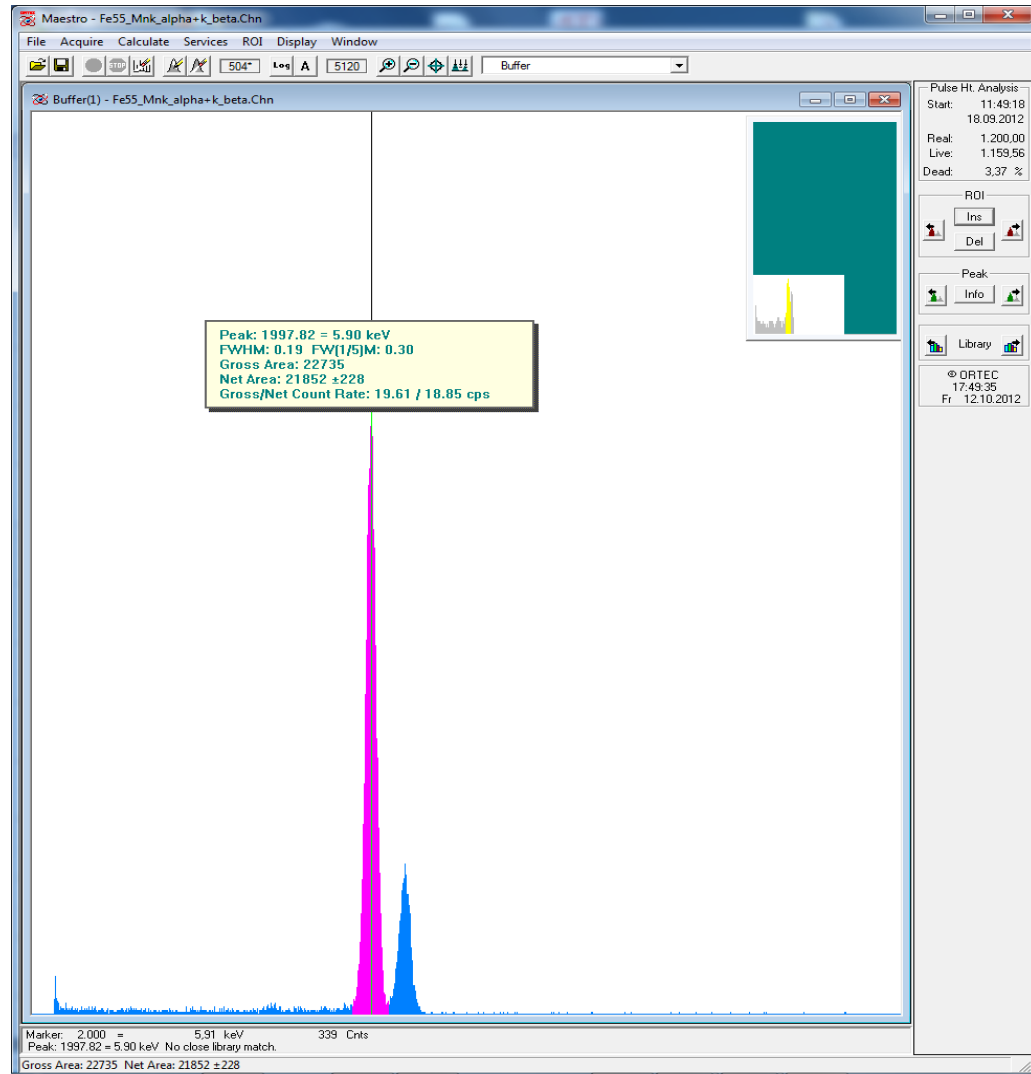 Maestro - Fe55_Mnk_alpha+k_beta.Chn
File Acquire Calculate Services ROI Display Window
STOP 504" Log A 5120 Buffer
Buffer(1) - Fe55_Mnk_alpha+k_beta.Chn
Peak: 1997.82 = 5.90 keV
FWHM: 0.19 FW(1/5)M: 0.30
Gross Area: 22735
Net Area: 21852 ±228
Gross/Net Count Rate: 19.61 / 18.85 cps
Pulse Ht. Analysis
Start: 11:49:18
18.09.2012
Real: 1.200,00
Live: 1.159,56
Dead: 3,37 %
ROI
Ins
Del
Peak
Info
Library
© ORTEC
17:49:35
Fr 12.10.2012
Marker: 2.000 = 5,91 keV 339 Cnts
Peak: 1997.82 = 5.90 keV No close library match.
Gross Area: 22735 Net Area: 21852 ±228